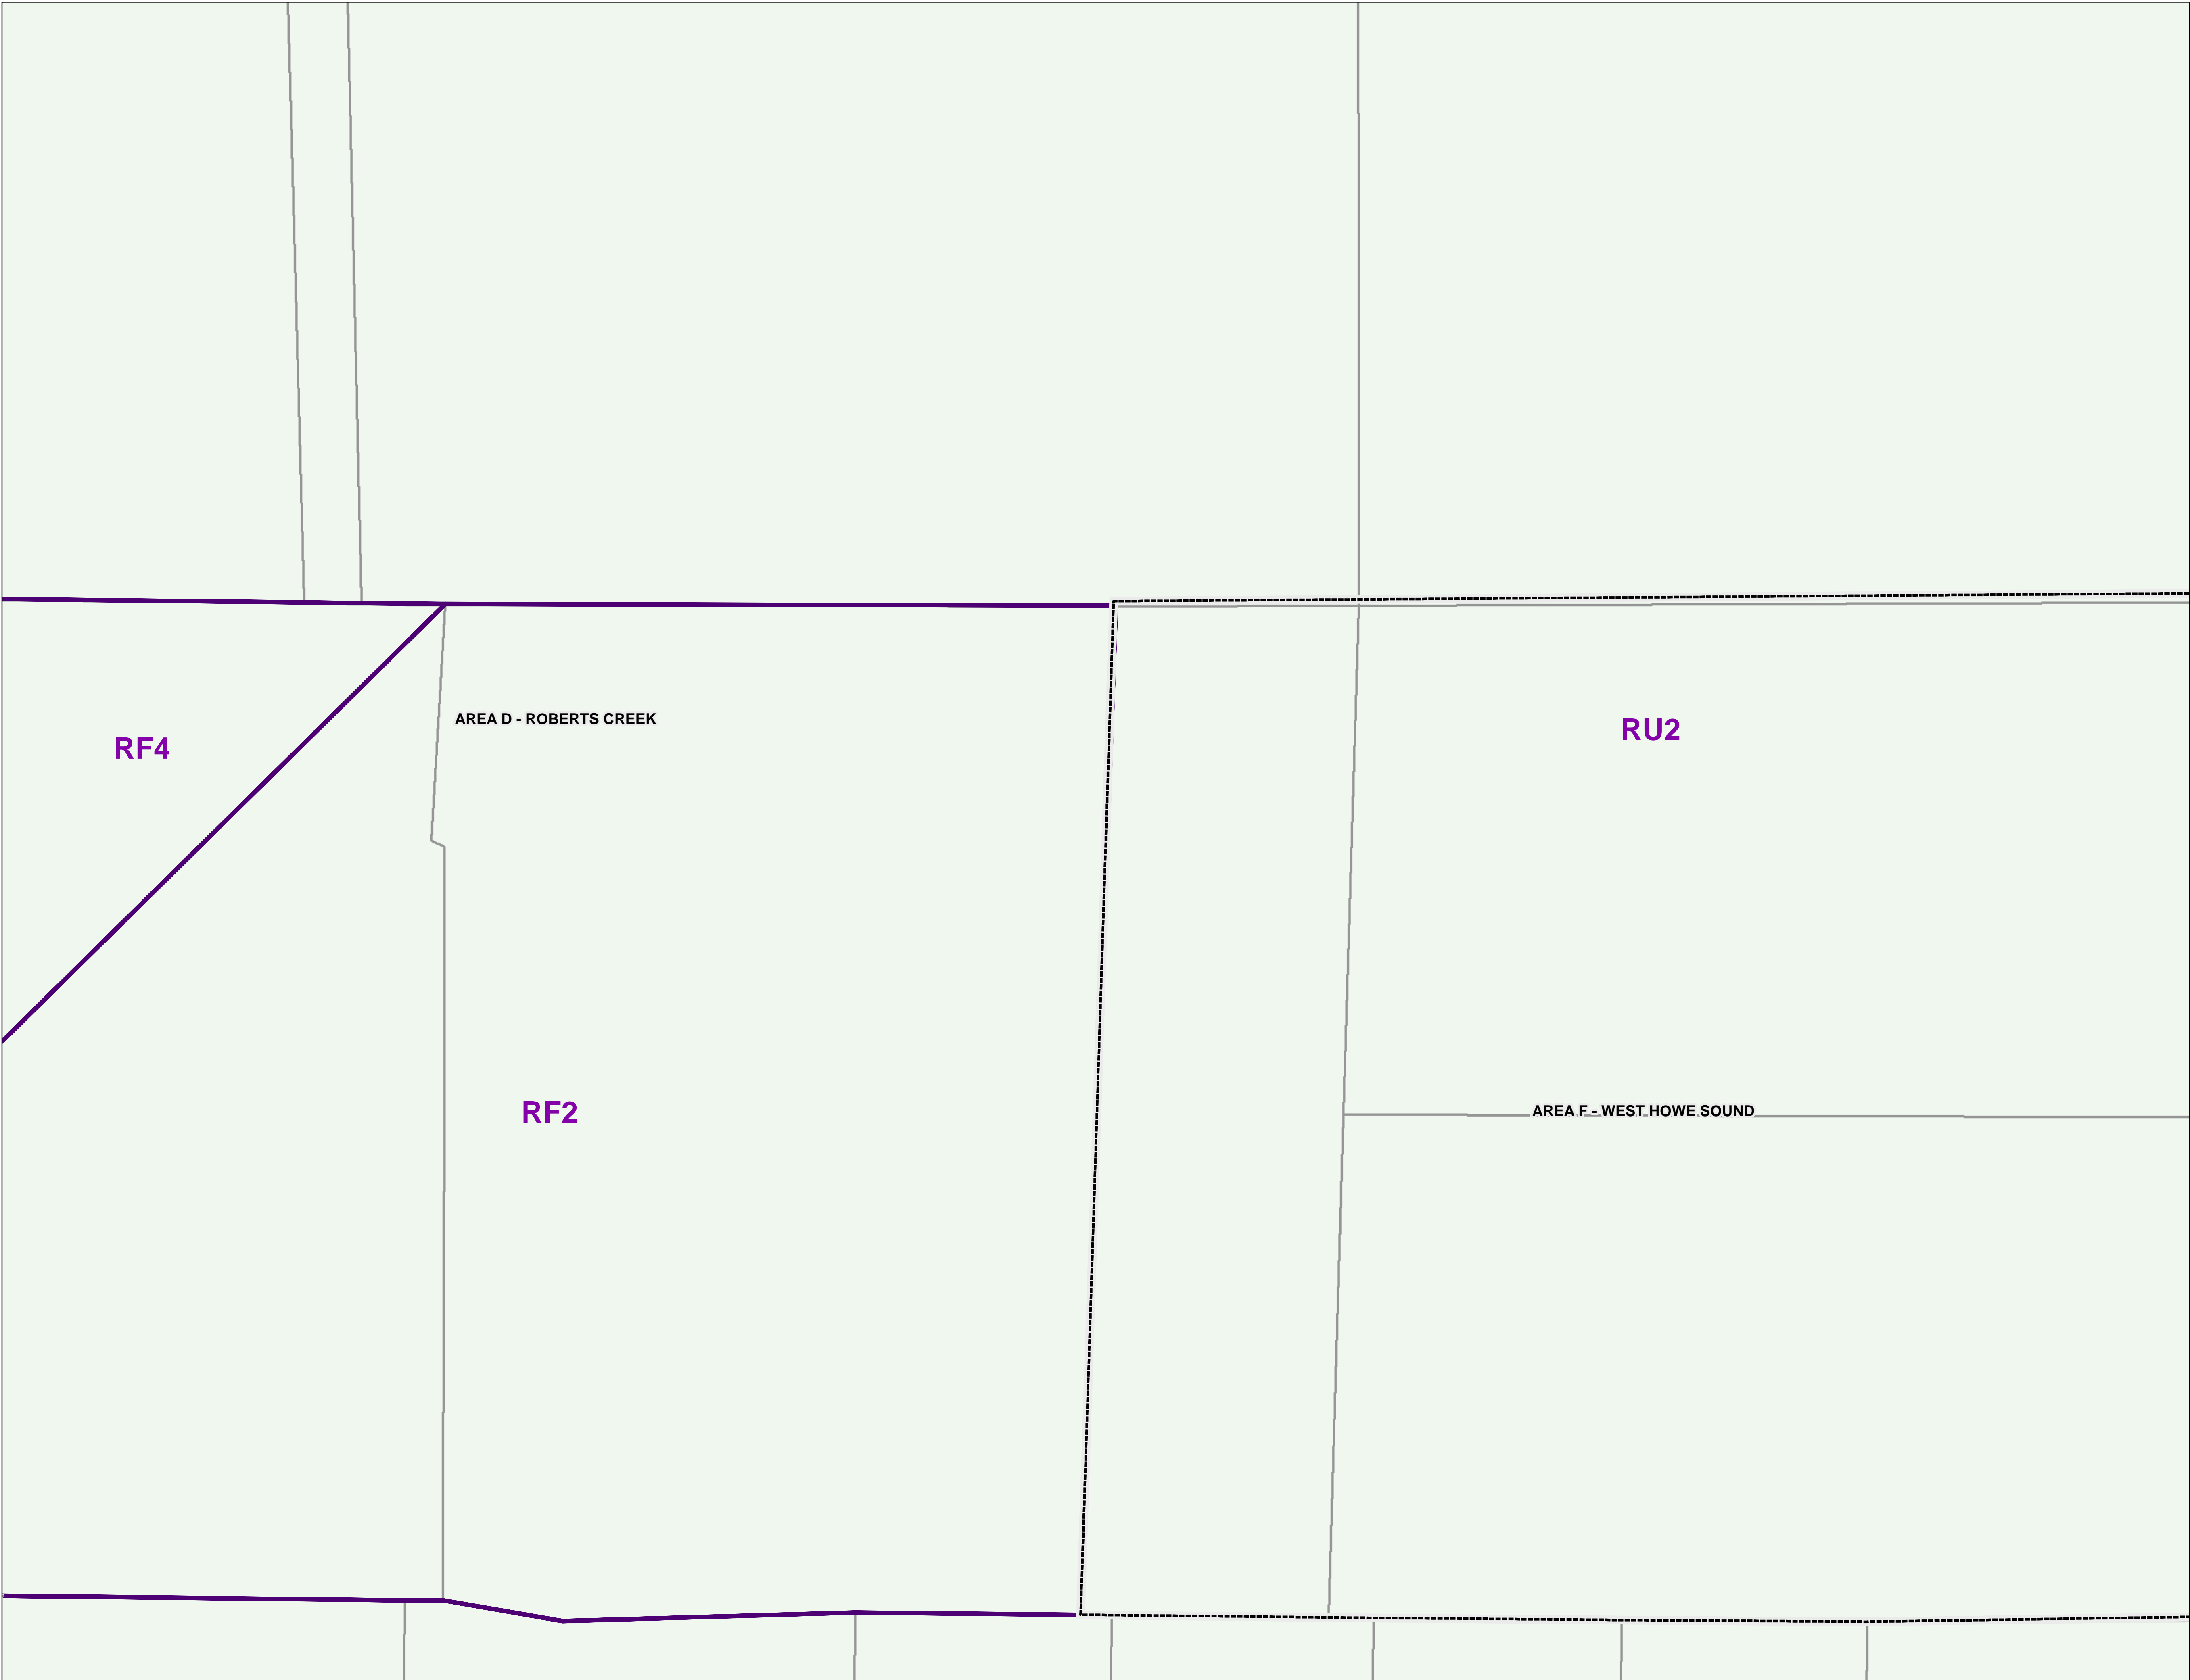 AREA D - ROBERTS CREEK
RU2
RF4
RF2
AREA F - WEST HOWE SOUND